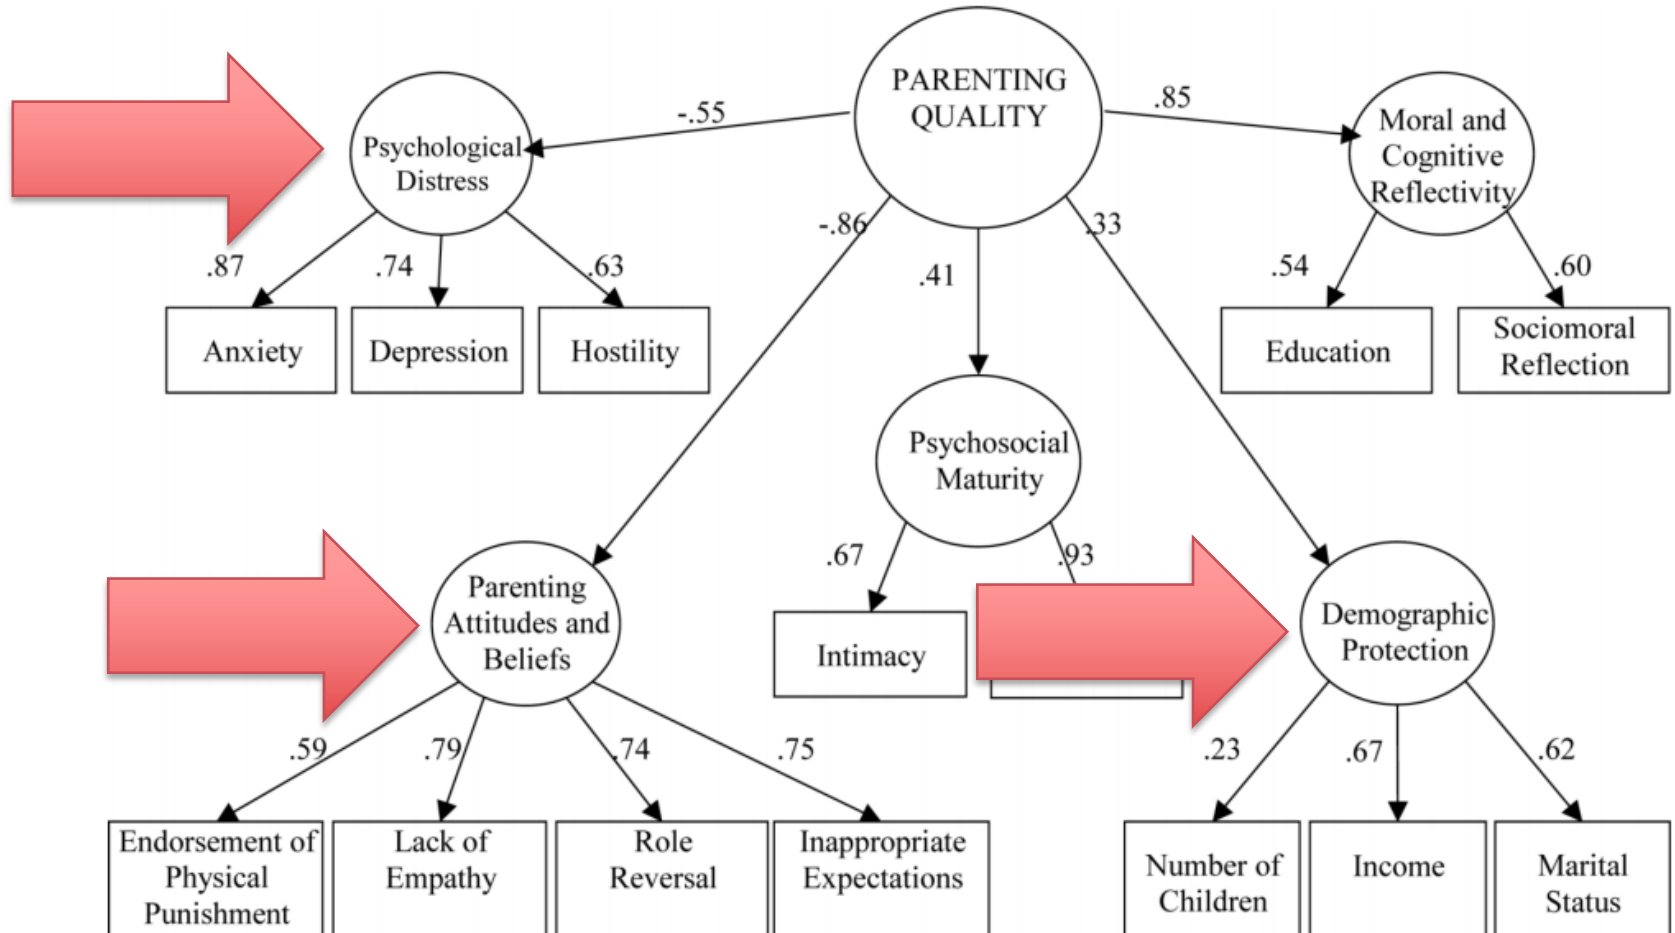 PARENTING
QUALITY
-.55
.85
Psychological
Distress
Moral and
Cognitive
Reflectivity
-.86
.41
.33
.87
.74
.63
.54
.60
Anxiety
Depression
Hostility
Education
Sociomoral
Reflection
Psychosocial
Maturity
.67
.93
Intimacy
Parenting
Attitudes and
Beliefs
Demographic
Protection
.59
.79
.74
.75
.23
.67
.62
Endorsement of
Physical
Punishment
Lack of
Empathy
Role
Reversal
Inappropriate
Expectations
Number of
Children
Income
Marital
Status